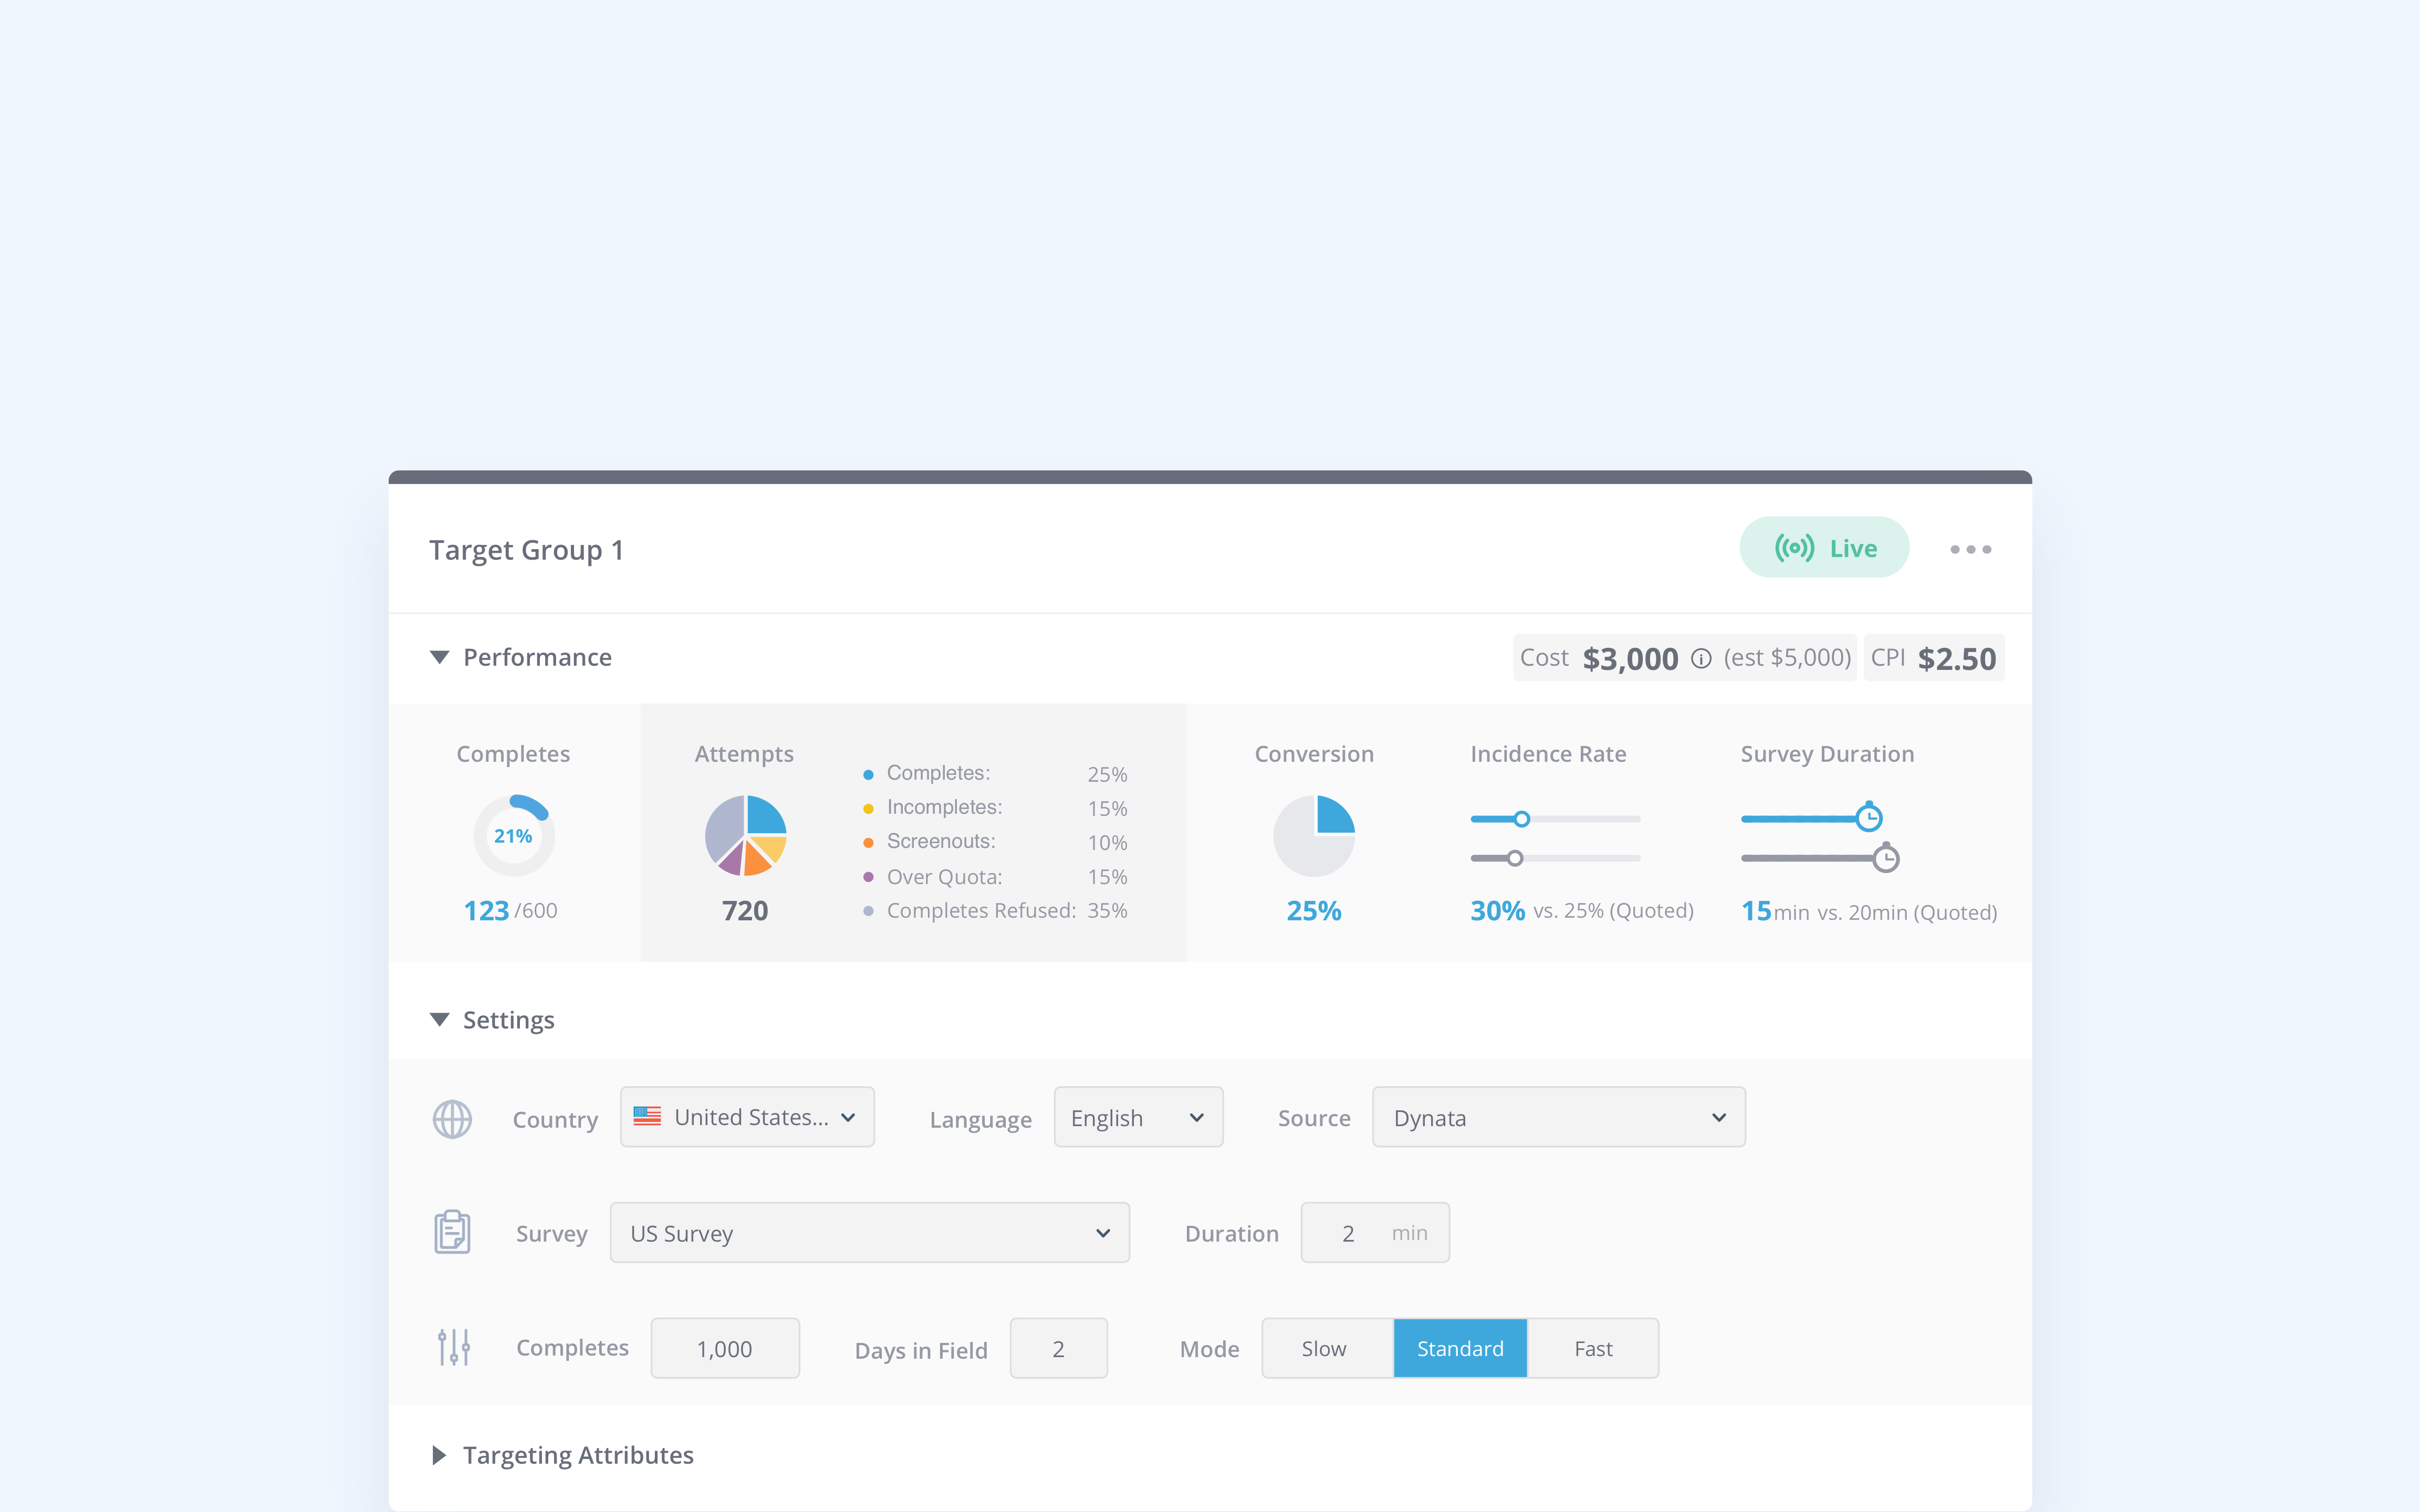 Target Group 1
Live
Performance
Cost $3,000 (est $5,000) CPI $2.50
Completes
21%
123 /600
Attempts
720
Completes: 25%
Incompletes: 15%
Screenouts: 10%
Over Quota: 15%
Completes Refused: 35%
Conversion
25%
Incidence Rate
30% vs. 25% (Quoted)
Survey Duration
15min vs. 20min (Quoted)
Settings
Country United States... Language English Source Dynata
Survey US Survey Duration 2 min
Completes 1,000 Days in Field 2 Mode Slow Standard Fast
Targeting Attributes